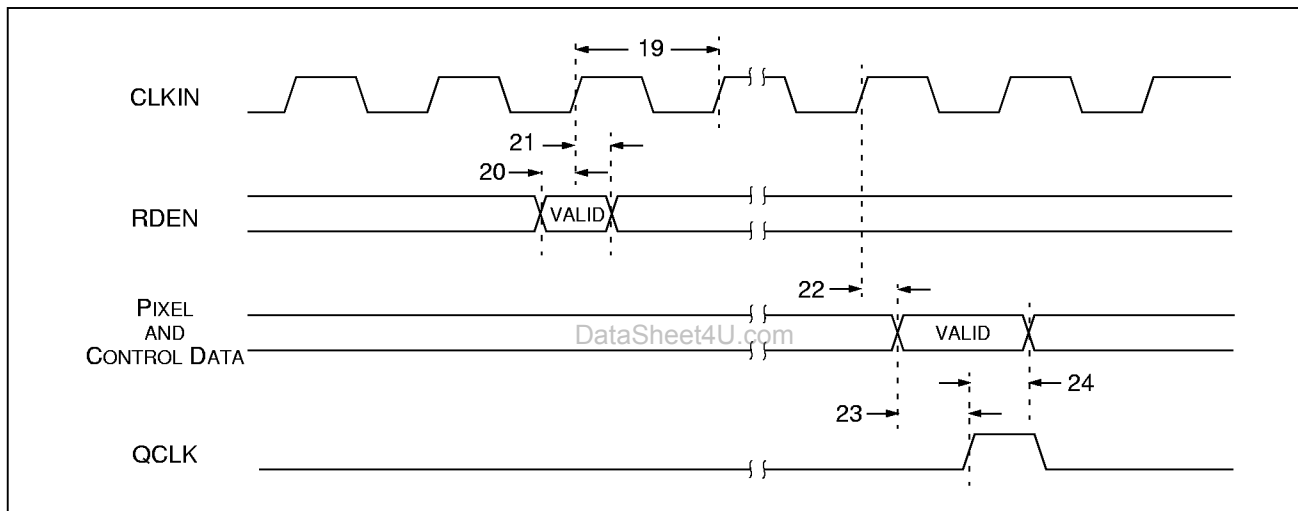 19
CLKIN
21
20
RDEN
VALID
22
PIXEL
AND
CONTROL DATA
VALID
DataSheet4U.com
24
23
QCLK